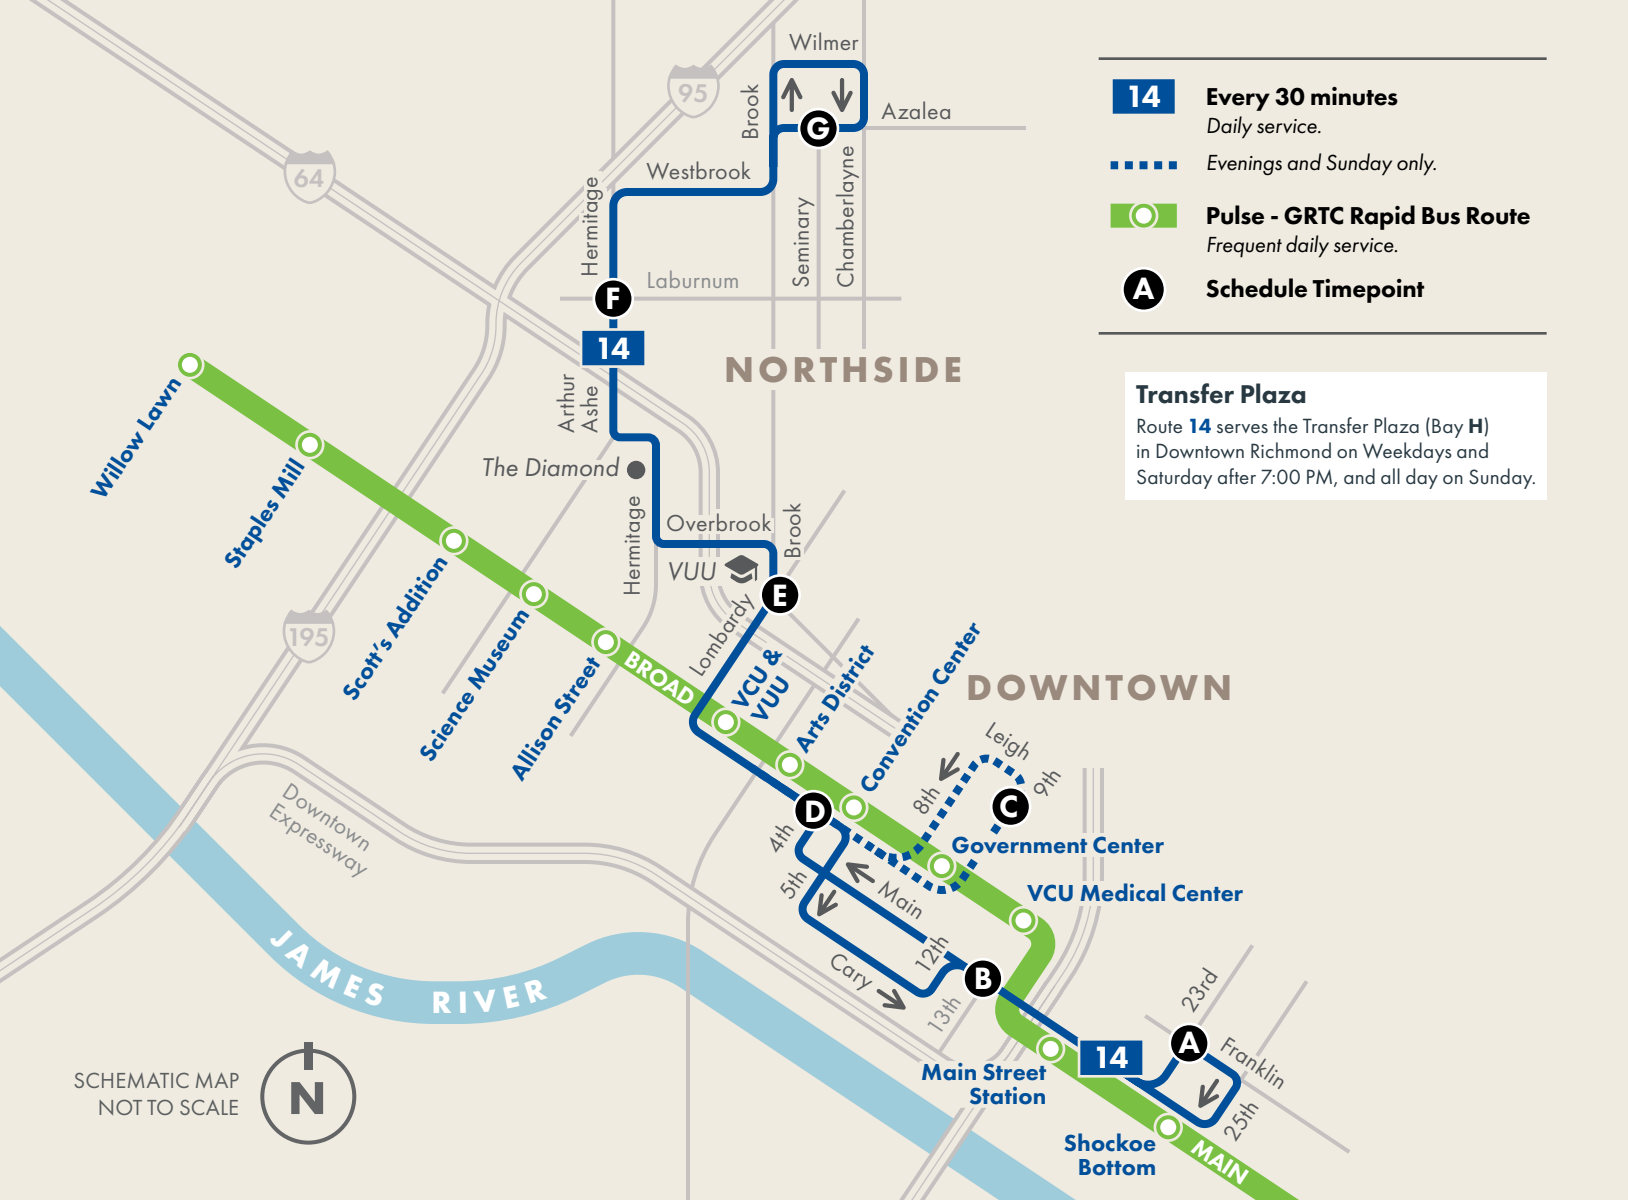 Wilmer
95
Brook
G
Azalea
Westbrook
Hermitage
Seminary
Chamberlayne
64
F
Laburnum
14
NORTHSIDE
Arthur
Ashe
The Diamond
Hermitage
Overbrook
Brook
VUU
E
Lombardy
195
Willow Lawn
Staples Mill
Scott's Addition
Science Museum
Allison Street
BROAD
VCU &
VUU
Arts District
Convention Center
DOWNTOWN
Leigh
8th
9th
C
D
Government Center
VCU Medical Center
4th
5th
Main
12th
Cary
13th
B
Downtown
Expressway
JAMES RIVER
23rd
A
Franklin
14
25th
Main Street
Station
Shockoe
Bottom
MAIN
SCHEMATIC MAP
NOT TO SCALE
N
14
Every 30 minutes
Daily service.
Evenings and Sunday only.
Pulse - GRTC Rapid Bus Route
Frequent daily service.
A
Schedule Timepoint
Transfer Plaza
Route 14 serves the Transfer Plaza (Bay H)
in Downtown Richmond on Weekdays and
Saturday after 7:00 PM, and all day on Sunday.